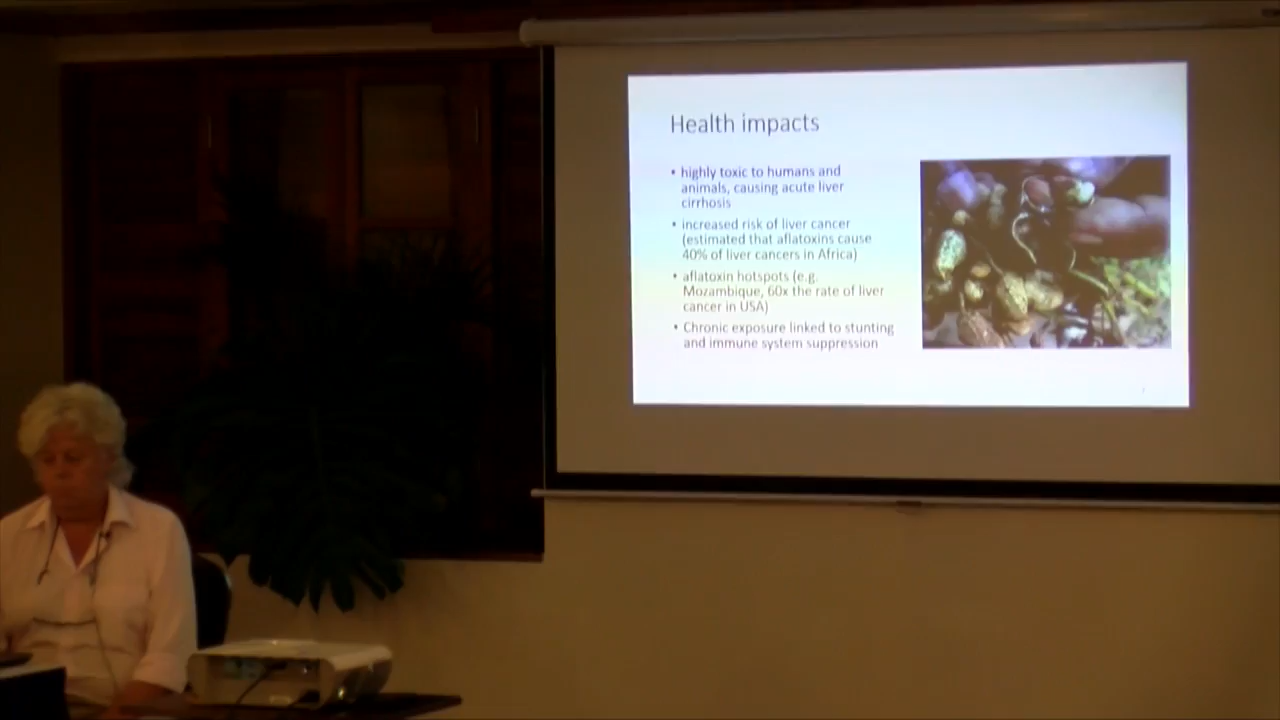 Health impacts
• highly toxic to humans and
animals, causing acute liver
cirrhosis
• increased risk of liver cancer
(estimated that aflatoxins cause
40% of liver cancers in Africa)
• aflatoxin hotspots (e.g.
Mozambique, 60x the rate of liver
cancer in USA)
• Chronic exposure linked to stunting
and immune system suppression